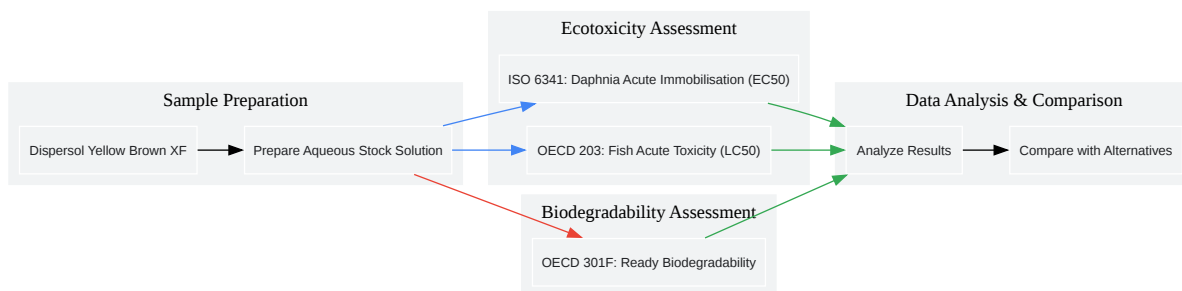 Sample Preparation
Dispersol Yellow Brown XF
Prepare Aqueous Stock Solution
Ecotoxicity Assessment
ISO 6341: Daphnia Acute Immobilisation (EC50)
OECD 203: Fish Acute Toxicity (LC50)
Biodegradability Assessment
OECD 301F: Ready Biodegradability
Data Analysis & Comparison
Analyze Results
Compare with Alternatives